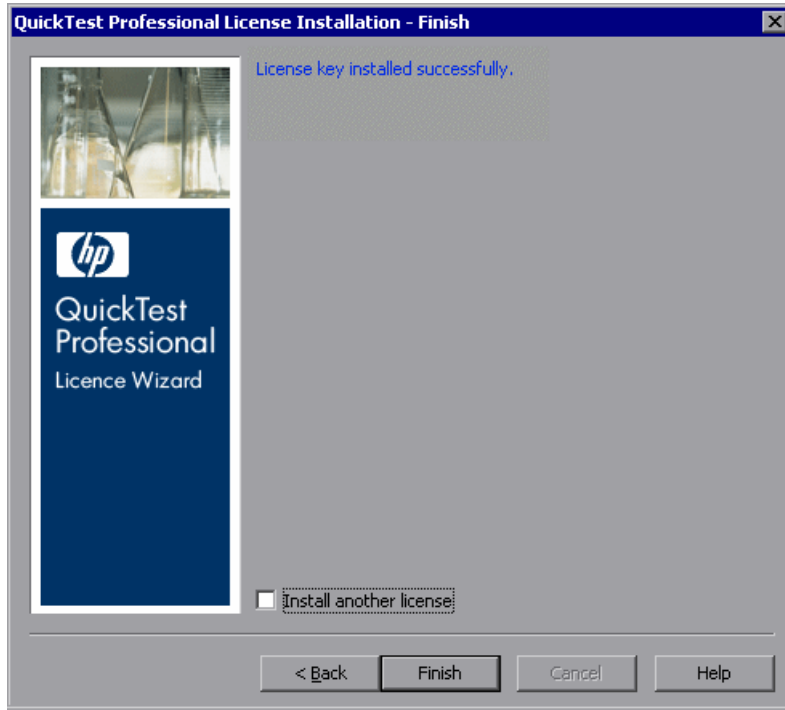 QuickTest Professional License Installation - Finish
License key installed successfully.
hp
QuickTest
Professional
Licence Wizard
Install another license
< Back
Finish
Cancel
Help